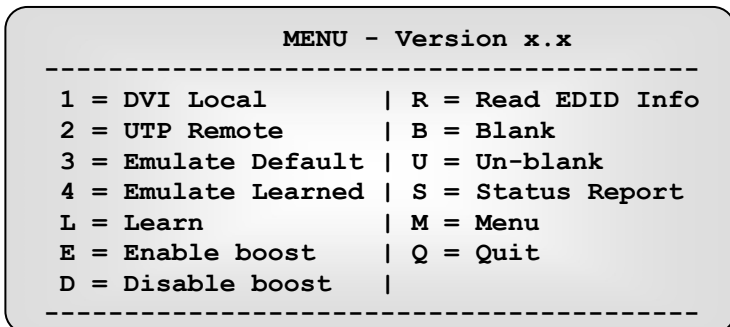 MENU - Version x.x
------------------------------------------
1 = DVI Local | R = Read EDID Info
2 = UTP Remote | B = Blank
3 = Emulate Default | U = Un-blank
4 = Emulate Learned | S = Status Report
L = Learn | M = Menu
E = Enable boost | Q = Quit
D = Disable boost |
------------------------------------------